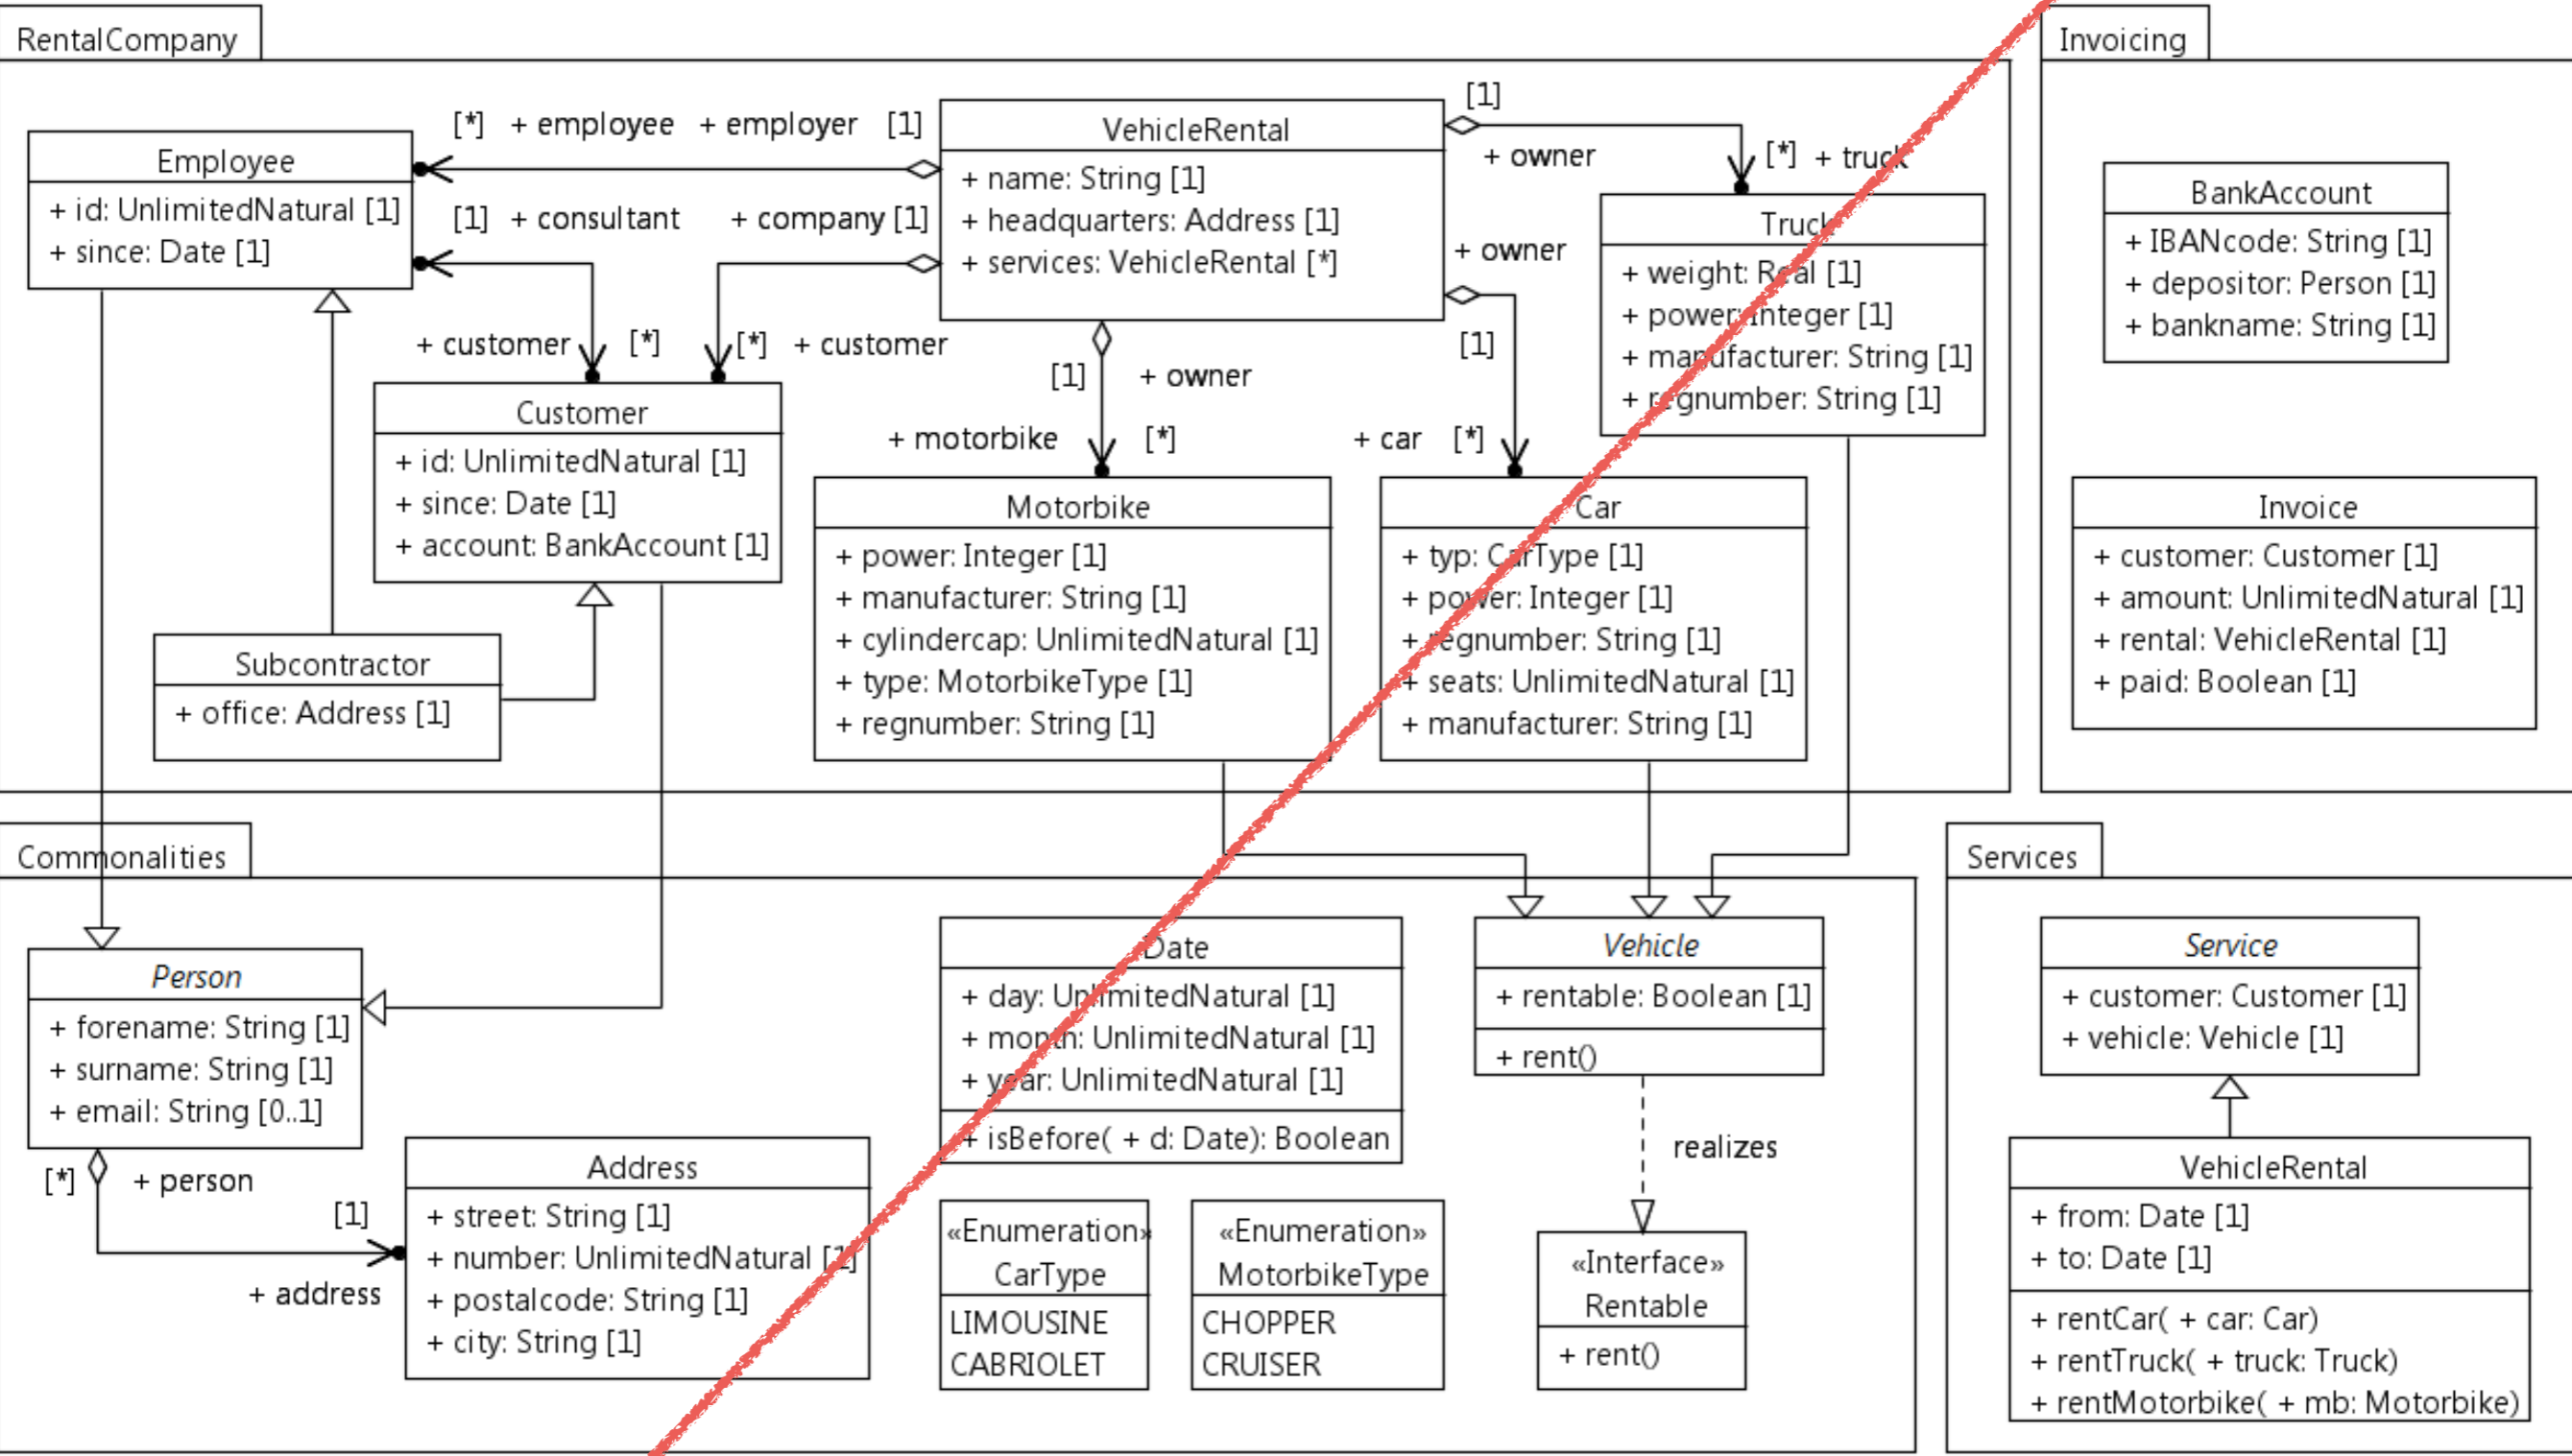 RentalCompany
[*] + employee + employer [1]
Employee
+ id: UnlimitedNatural [1]
+ since: Date [1]
[1] + consultant + company [1]
VehicleRental
+ name: String [1]
+ headquarters: Address [1]
+ services: VehicleRental [*]
[1]
+ owner
[*] + truck
Truck
+ weight: Real [1]
+ power: Integer [1]
+ manufacturer: String [1]
+ regnumber: String [1]
+ owner
[1]
+ customer [*]
[*] + customer
[1] + owner
+ motorbike [*]
+ car [*]
Customer
+ id: UnlimitedNatural [1]
+ since: Date [1]
+ account: BankAccount [1]
Motorbike
+ power: Integer [1]
+ manufacturer: String [1]
+ cylindercap: UnlimitedNatural [1]
+ type: MotorbikeType [1]
+ regnumber: String [1]
Car
+ typ: CarType [1]
+ power: Integer [1]
+ regnumber: String [1]
+ seats: UnlimitedNatural [1]
+ manufacturer: String [1]
Subcontractor
+ office: Address [1]
Invoicing
BankAccount
+ IBANcode: String [1]
+ depositor: Person [1]
+ bankname: String [1]
Invoice
+ customer: Customer [1]
+ amount: UnlimitedNatural [1]
+ rental: VehicleRental [1]
+ paid: Boolean [1]
Commonalities
Person
+ forename: String [1]
+ surname: String [1]
+ email: String [0..1]
[*] + person
[1]
+ address
Address
+ street: String [1]
+ number: UnlimitedNatural [1]
+ postalcode: String [1]
+ city: String [1]
Date
+ day: UnlimitedNatural [1]
+ month: UnlimitedNatural [1]
+ year: UnlimitedNatural [1]
+ isBefore( + d: Date): Boolean
«Enumeration»
CarType
LIMOUSINE
CABRIOLET
«Enumeration»
MotorbikeType
CHOPPER
CRUISER
Vehicle
+ rentable: Boolean [1]
+ rent()
realizes
«Interface»
Rentable
+ rent()
Services
Service
+ customer: Customer [1]
+ vehicle: Vehicle [1]
VehicleRental
+ from: Date [1]
+ to: Date [1]
+ rentCar( + car: Car)
+ rentTruck( + truck: Truck)
+ rentMotorbike( + mb: Motorbike)